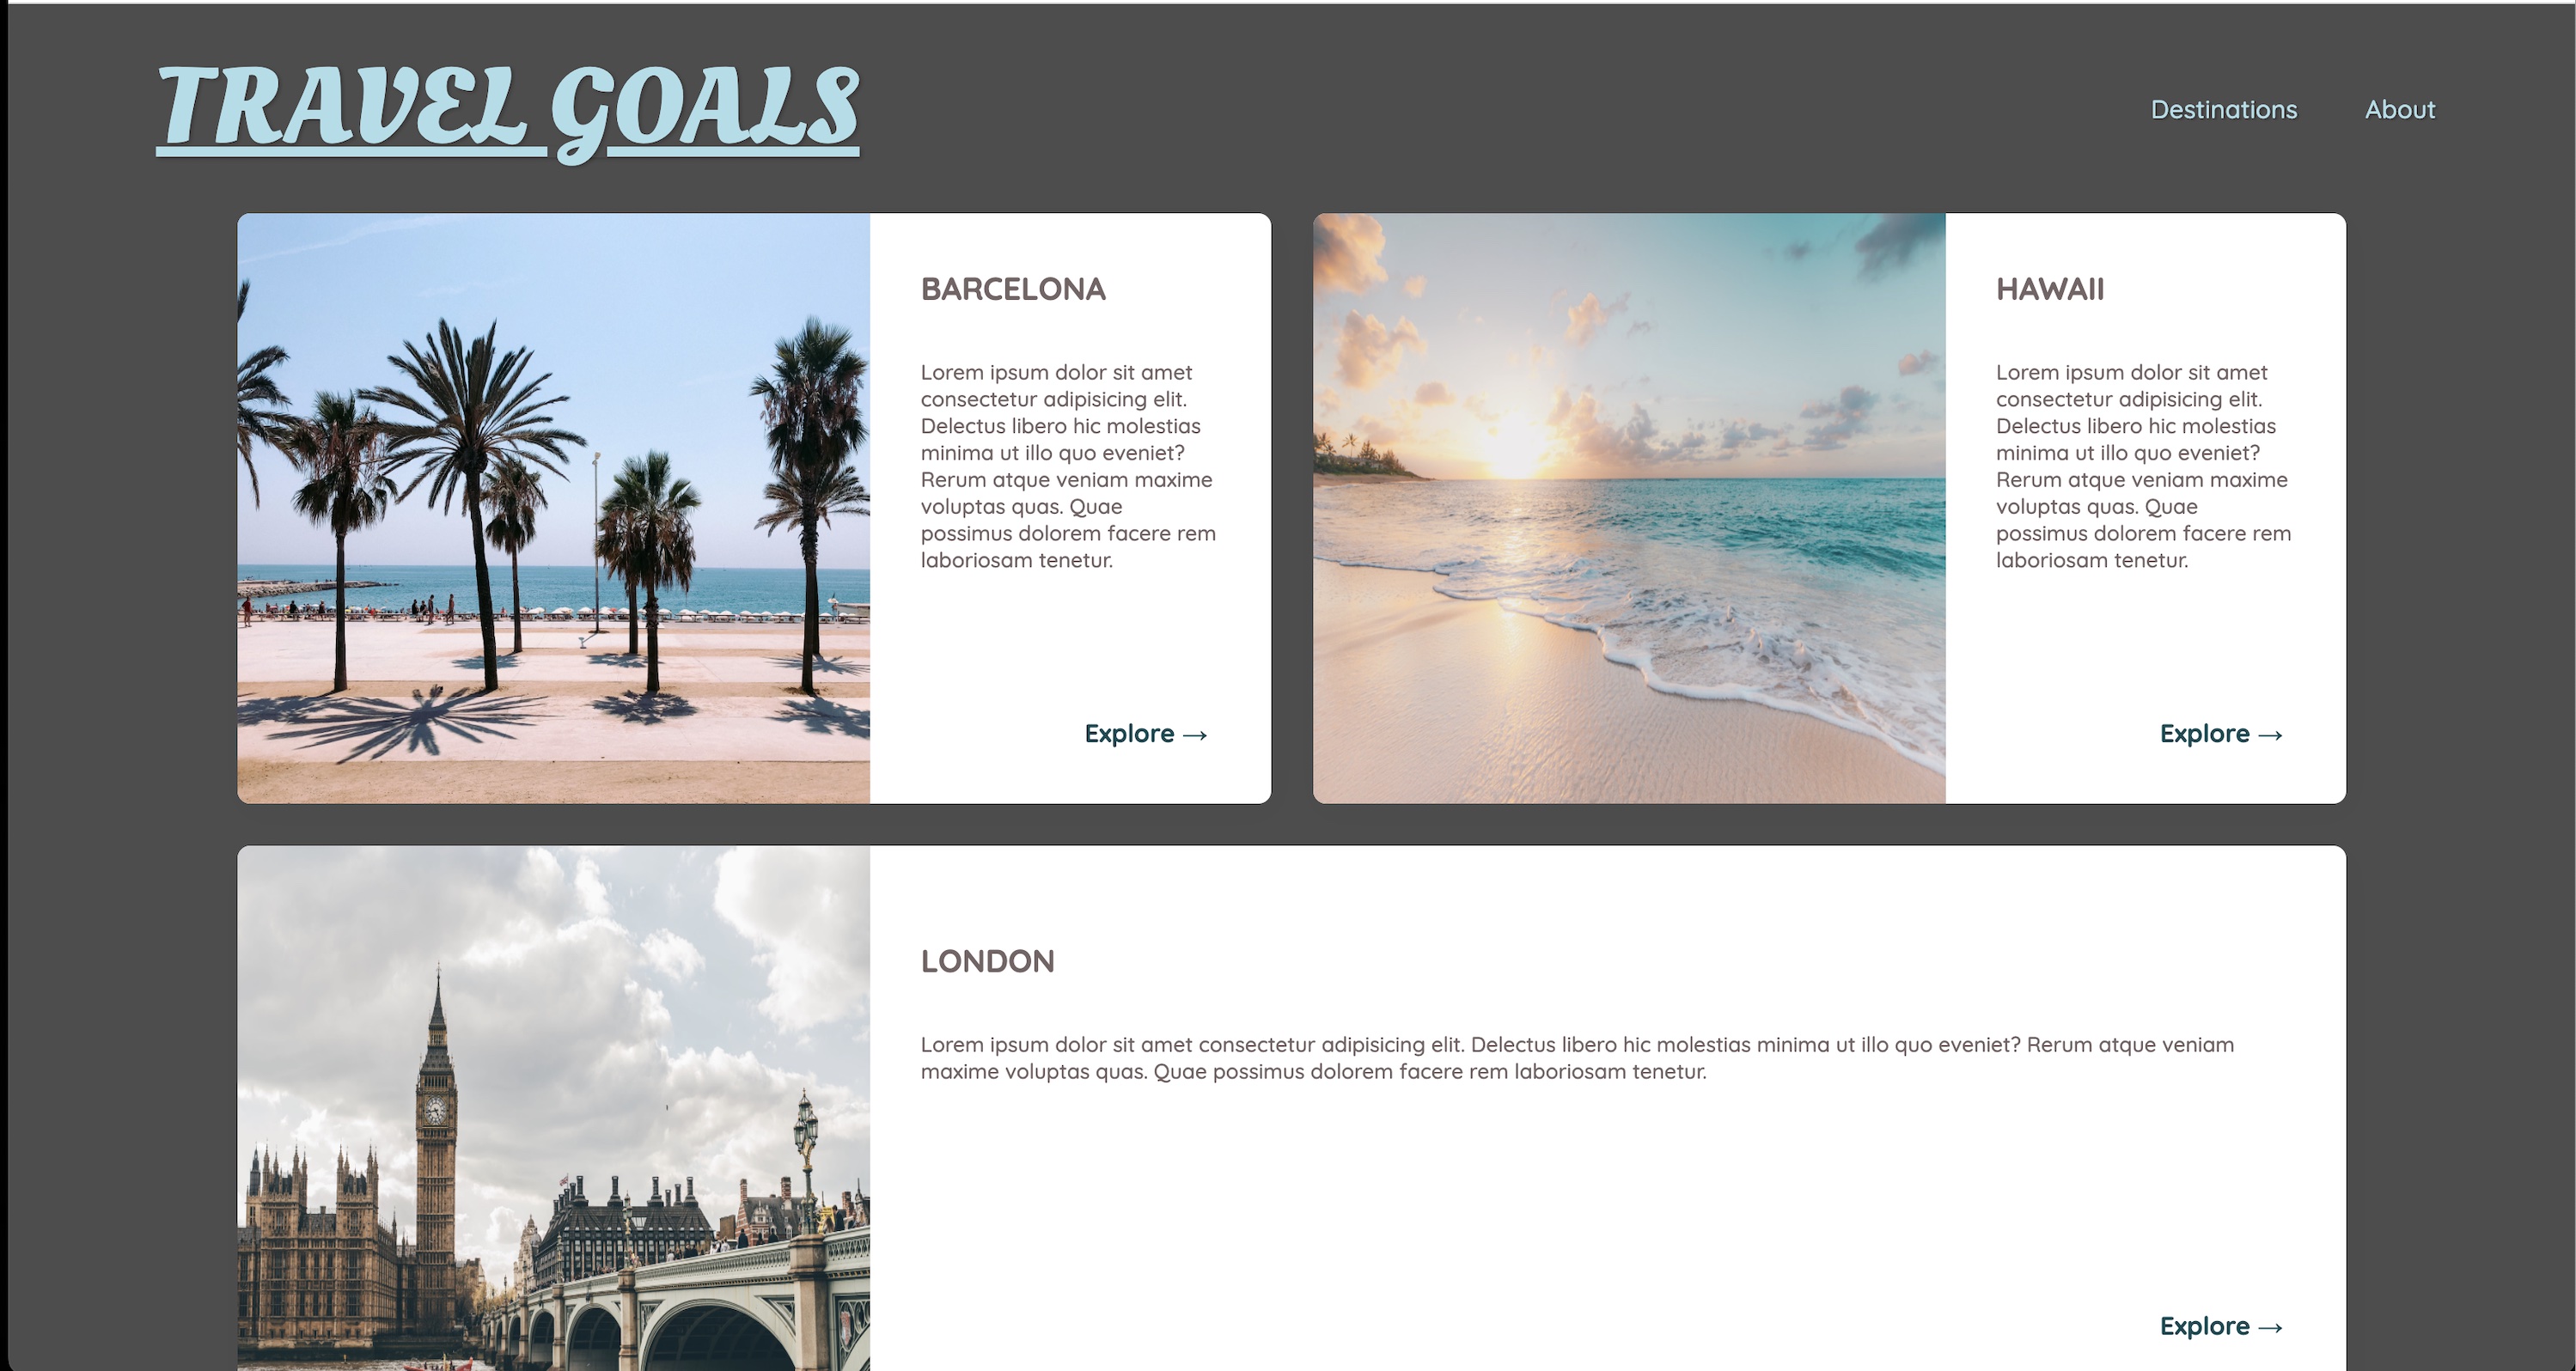 TRAVEL GOALS
Destinations
About
BARCELONA
Lorem ipsum dolor sit amet
consectetur adipisicing elit.
Delectus libero hic molestias
minima ut illo quo eveniet?
Rerum atque veniam maxime
voluptas quas. Quae
possimus dolorem facere rem
laboriosam tenetur.
Explore →
HAWAII
Lorem ipsum dolor sit amet
consectetur adipisicing elit.
Delectus libero hic molestias
minima ut illo quo eveniet?
Rerum atque veniam maxime
voluptas quas. Quae
possimus dolorem facere rem
laboriosam tenetur.
Explore →
LONDON
Lorem ipsum dolor sit amet consectetur adipisicing elit. Delectus libero hic molestias minima ut illo quo eveniet? Rerum atque veniam
maxime voluptas quas. Quae possimus dolorem facere rem laboriosam tenetur.
Explore →